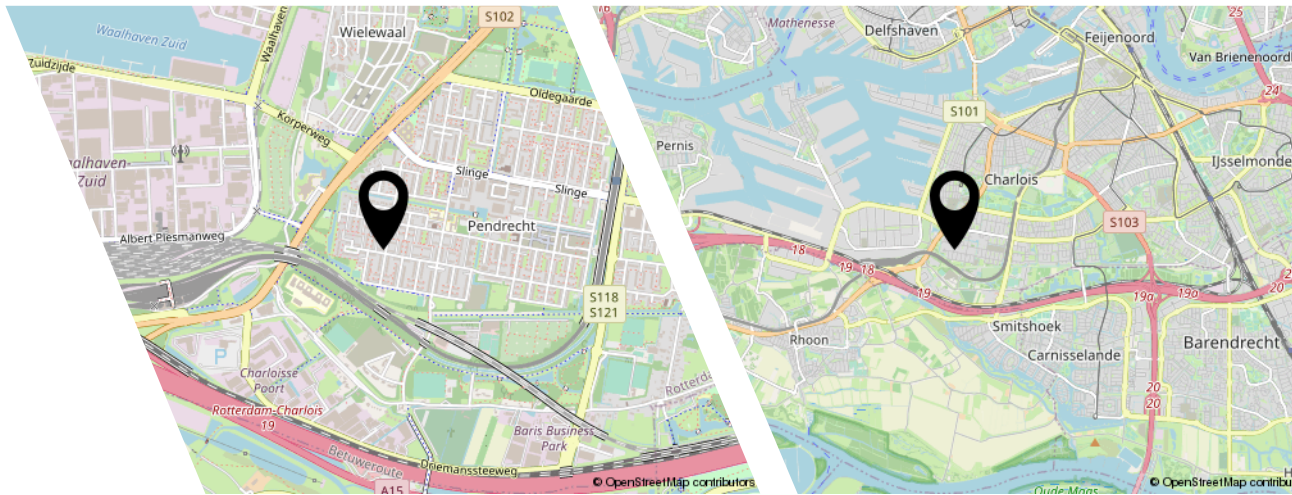 S102
Wielewaal
Waalhaven Zuid
Waalhaven
Zuidzijde
Oldegaarde
Korperweg
Waalhaven-
Zuid
Slinge
Slinge
Pendrecht
Albert Plesmanweg
S118
S121
P
Charloisse
Poort
Rotterdam-Charlois
19
Rotterda
Baris Business
Park
Betuweroute
Driemanssteeweg
A15
© OpenStreetMap contributors
16
Mathenesse
Delfshaven
Feijenoord
25
Van Brienenoord
24
S101
Pernis
IJsselmonde
Charlois
S103
18
19
18
19
19a
19a
20
Rhoon
Smitshoek
Carnisselande
Barendrecht
20
20
H
Oude Maas
© OpenStreetMap contribu